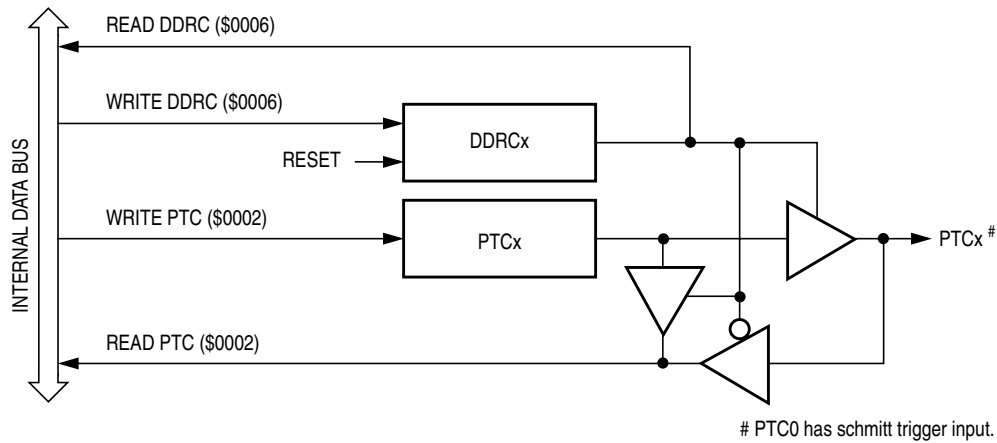 READ DDRC ($0006)
WRITE DDRC ($0006)
DDRCx
RESET
INTERNAL DATA BUS
WRITE PTC ($0002)
PTCx
PTCx #
READ PTC ($0002)
# PTC0 has schmitt trigger input.